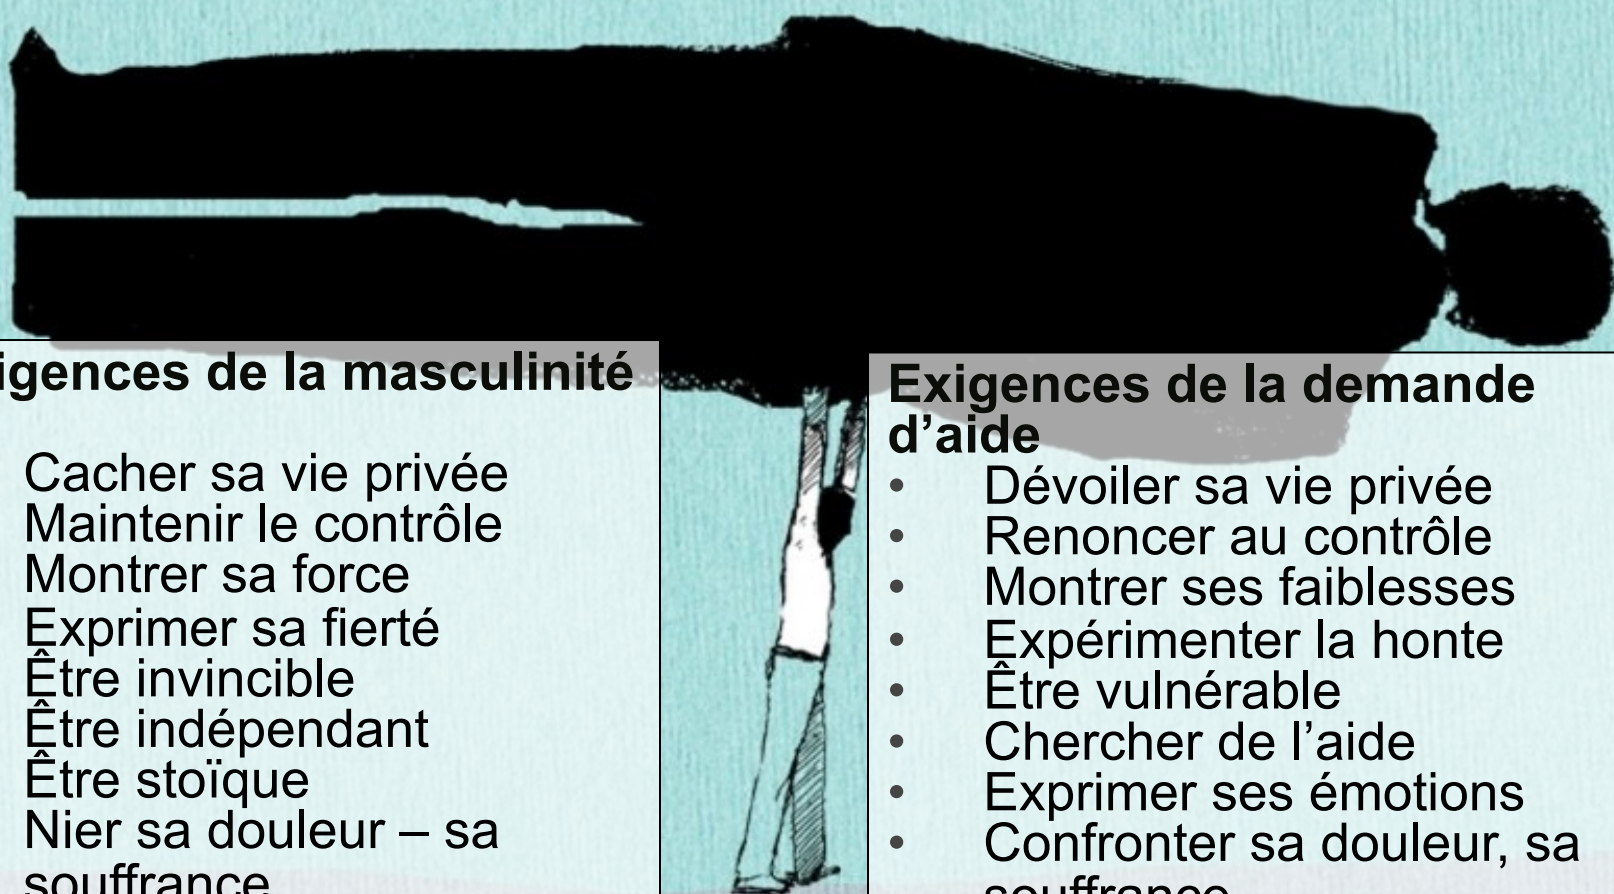 igences de la masculinité
Cacher sa vie privée
Maintenir le contrôle
Montrer sa force
Exprimer sa fierté
Être invincible
Être indépendant
Être stoïque
Nier sa douleur – sa
souffrance
Exigences de la demande
d’aide
• Dévoiler sa vie privée
• Renoncer au contrôle
• Montrer ses faiblesses
• Expérimenter la honte
• Être vulnérable
• Chercher de l’aide
• Exprimer ses émotions
• Confronter sa douleur, sa
souffrance